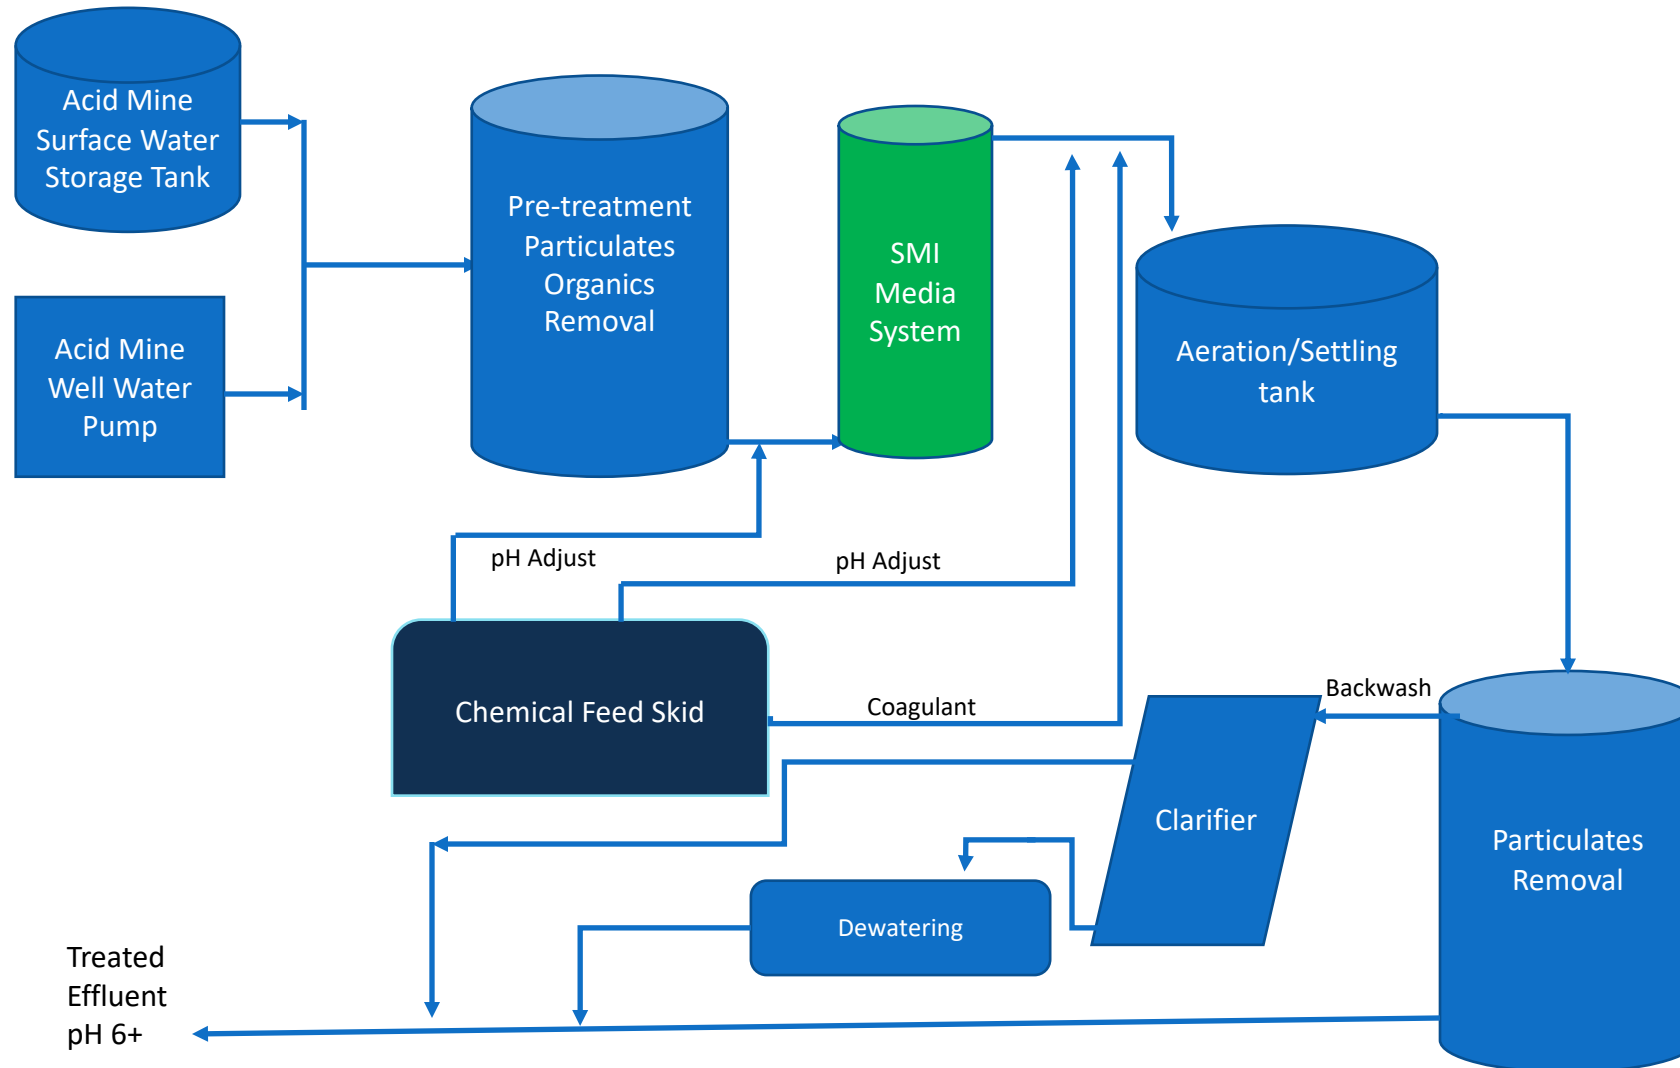 Acid Mine
Surface Water
Storage Tank
Acid Mine
Well Water
Pump
Pre-treatment
Particulates
Organics
Removal
SMI
Media
System
Aeration/Settling
tank
pH Adjust
pH Adjust
Chemical Feed Skid
Coagulant
Backwash
Clarifier
Particulates
Removal
Dewatering
Treated
Effluent
pH 6+